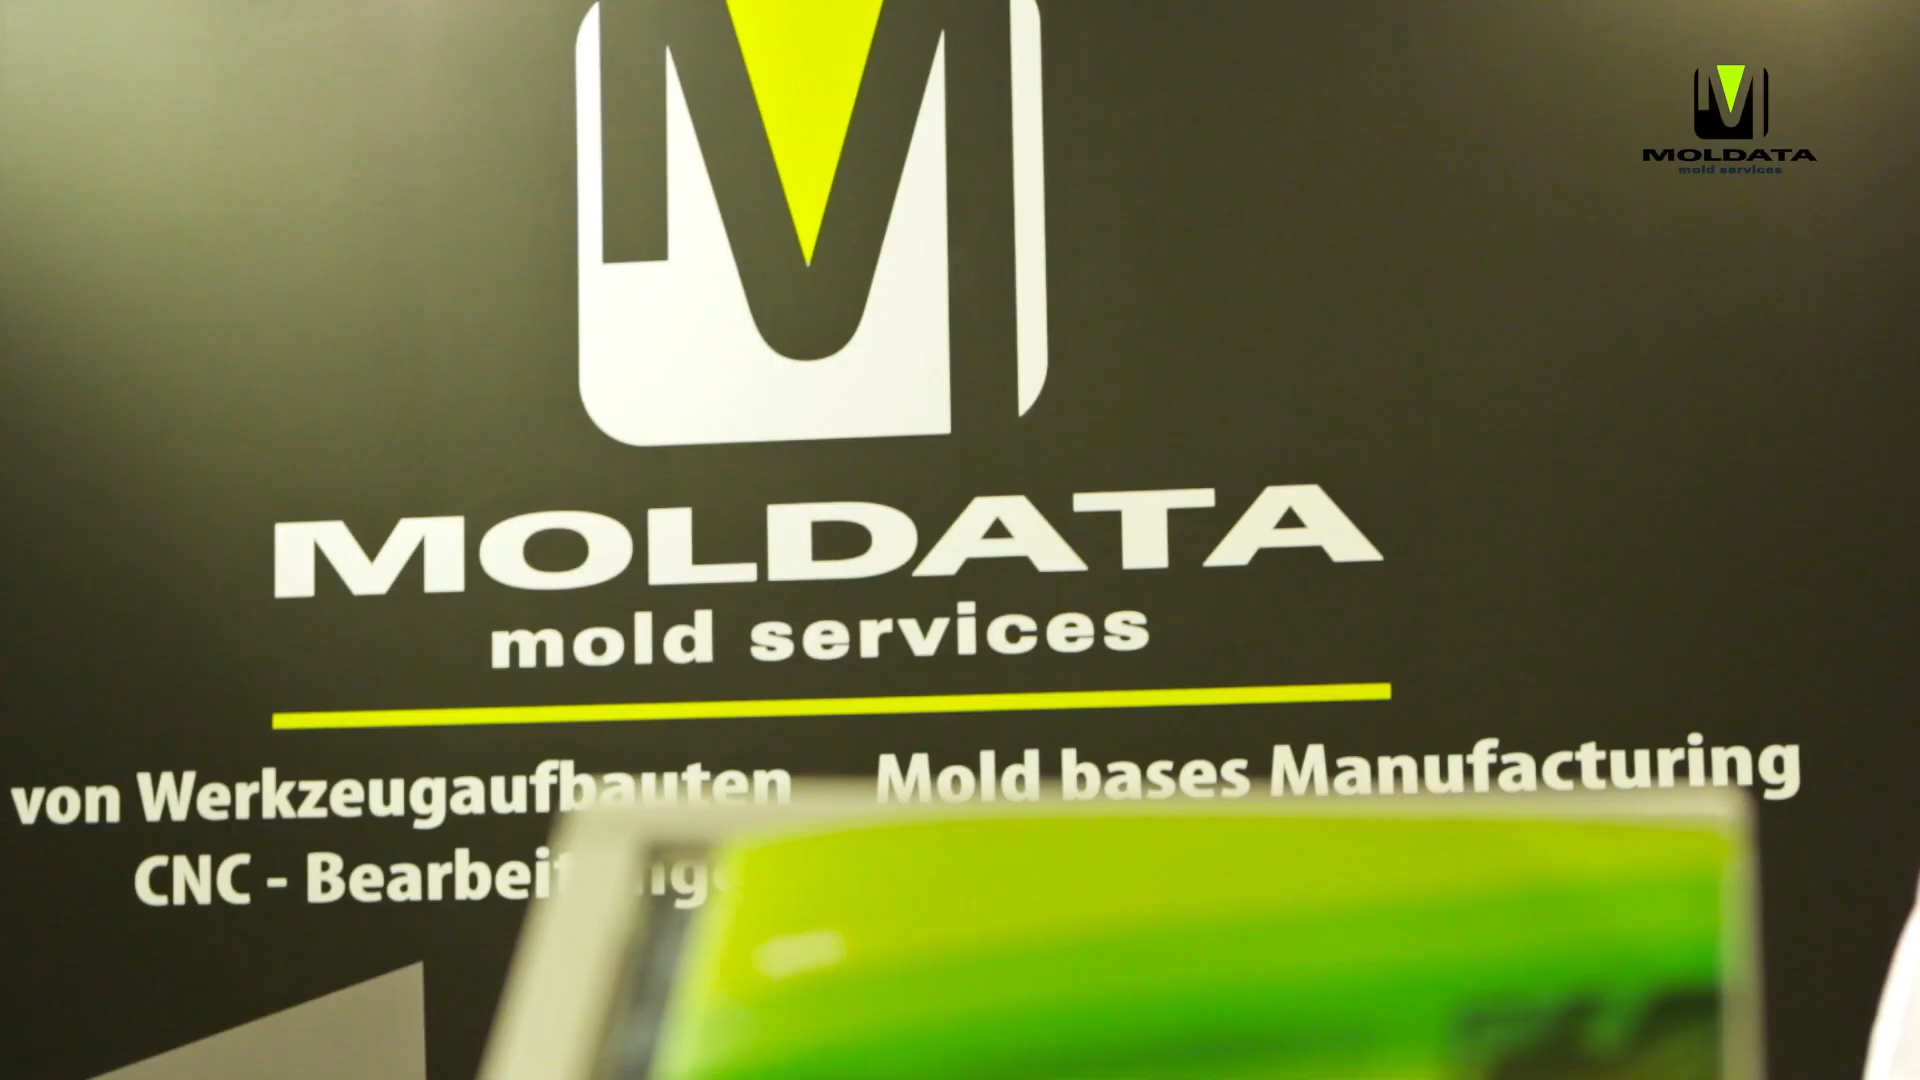 MOLDATA
mold services
MOLDATA
mold services
von Werkzeugaufbauten Mold bases Manufacturing
CNC -